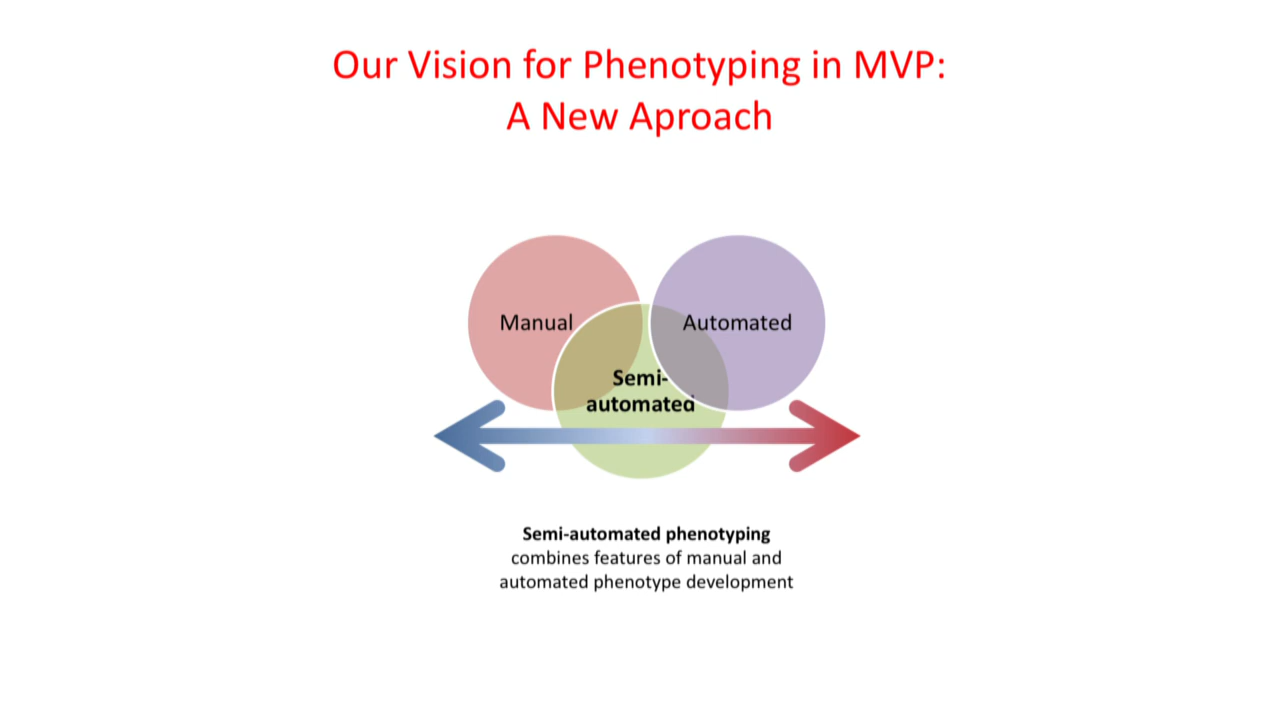 Our Vision for Phenotyping in MVP:
A New Aproach
Manual
Automated
Semi-
automated
Semi-automated phenotyping
combines features of manual and
automated phenotype development